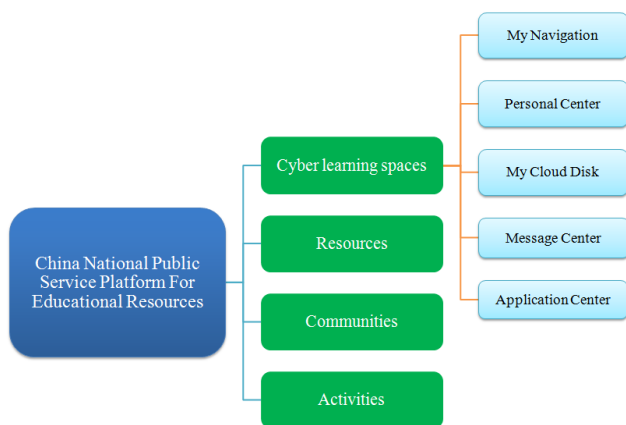 China National Public
Service Platform For
Educational Resources
Cyber learning spaces
Resources
Communities
Activities
My Navigation
Personal Center
My Cloud Disk
Message Center
Application Center